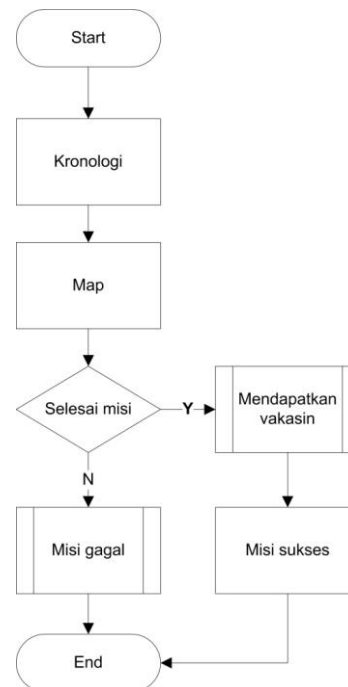 Start
Kronologi
Map
Selesai misi
Y
Mendapatkan
vakasin
N
Misi gagal
Misi sukses
End